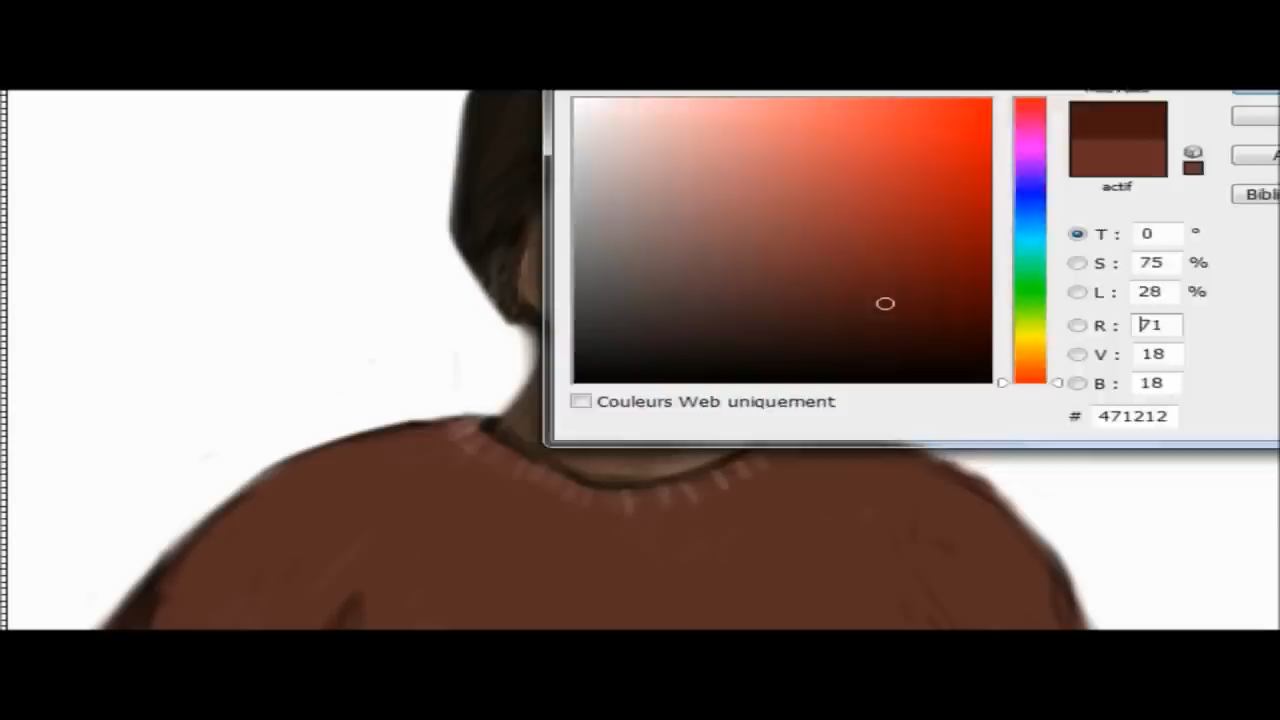 actif
Bibli
T : 0 °
S : 75 %
L : 28 %
R : 71
V : 18
B : 18
Couleurs Web uniquement
# 471212